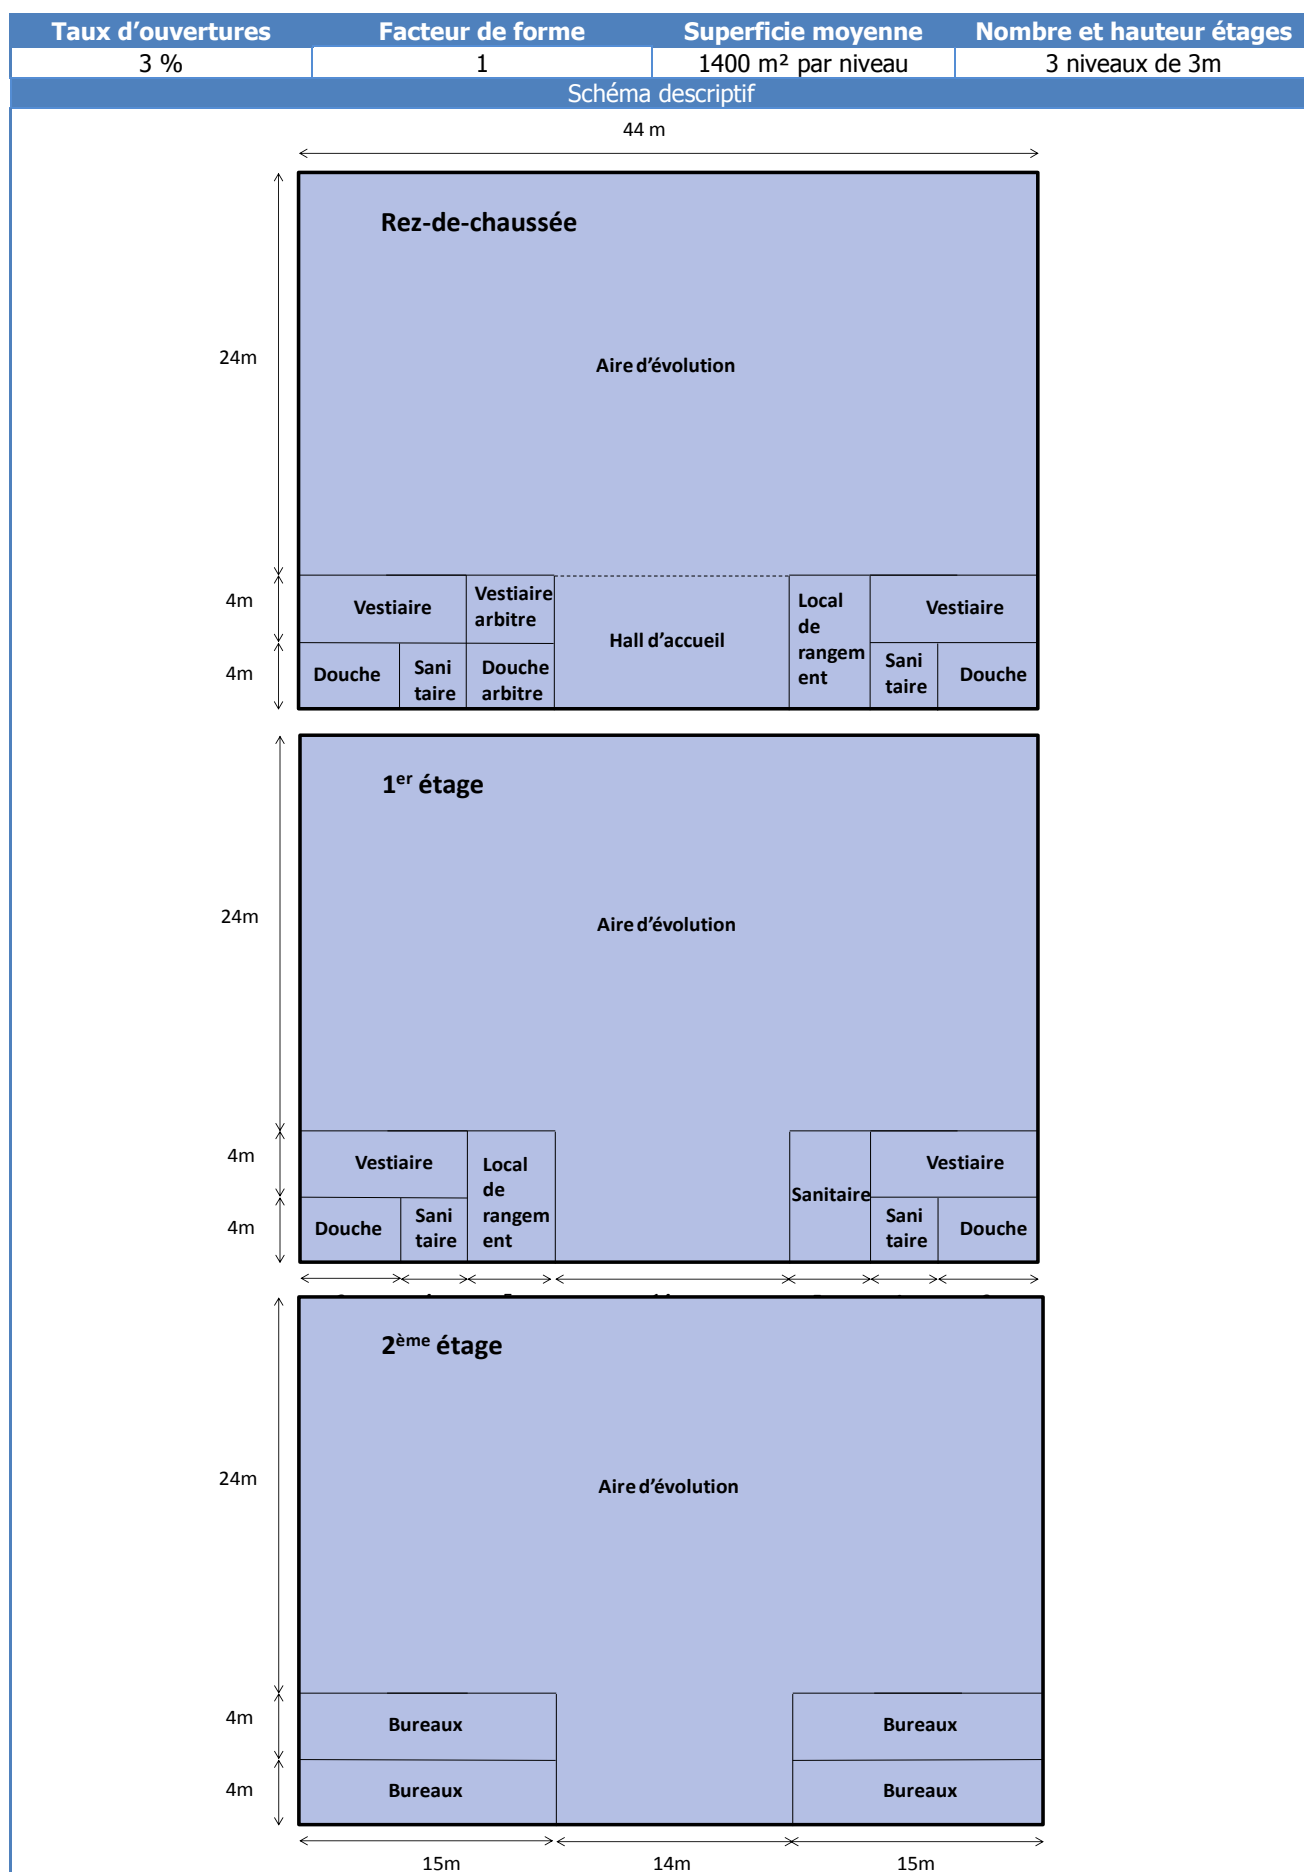 Taux d'ouvertures Facteur de forme Superficie moyenne Nombre et hauteur étages
3 % 1 1400 m² par niveau 3 niveaux de 3m
Schéma descriptif
44 m
Rez-de-chaussée
24m
Aire d'évolution
4m
Vestiaire
Vestiaire
arbitre
Hall d'accueil
Local
de
rangem
ent
Vestiaire
4m
Douche
Sani
taire
Douche
arbitre
Sani
taire
Douche
1er étage
24m
Aire d'évolution
4m
Vestiaire
Local
de
rangem
ent
Sanitaire
Vestiaire
4m
Douche
Sani
taire
Sani
taire
Douche
2ème étage
24m
Aire d'évolution
4m
Bureaux
Bureaux
4m
Bureaux
Bureaux
15m 14m 15m